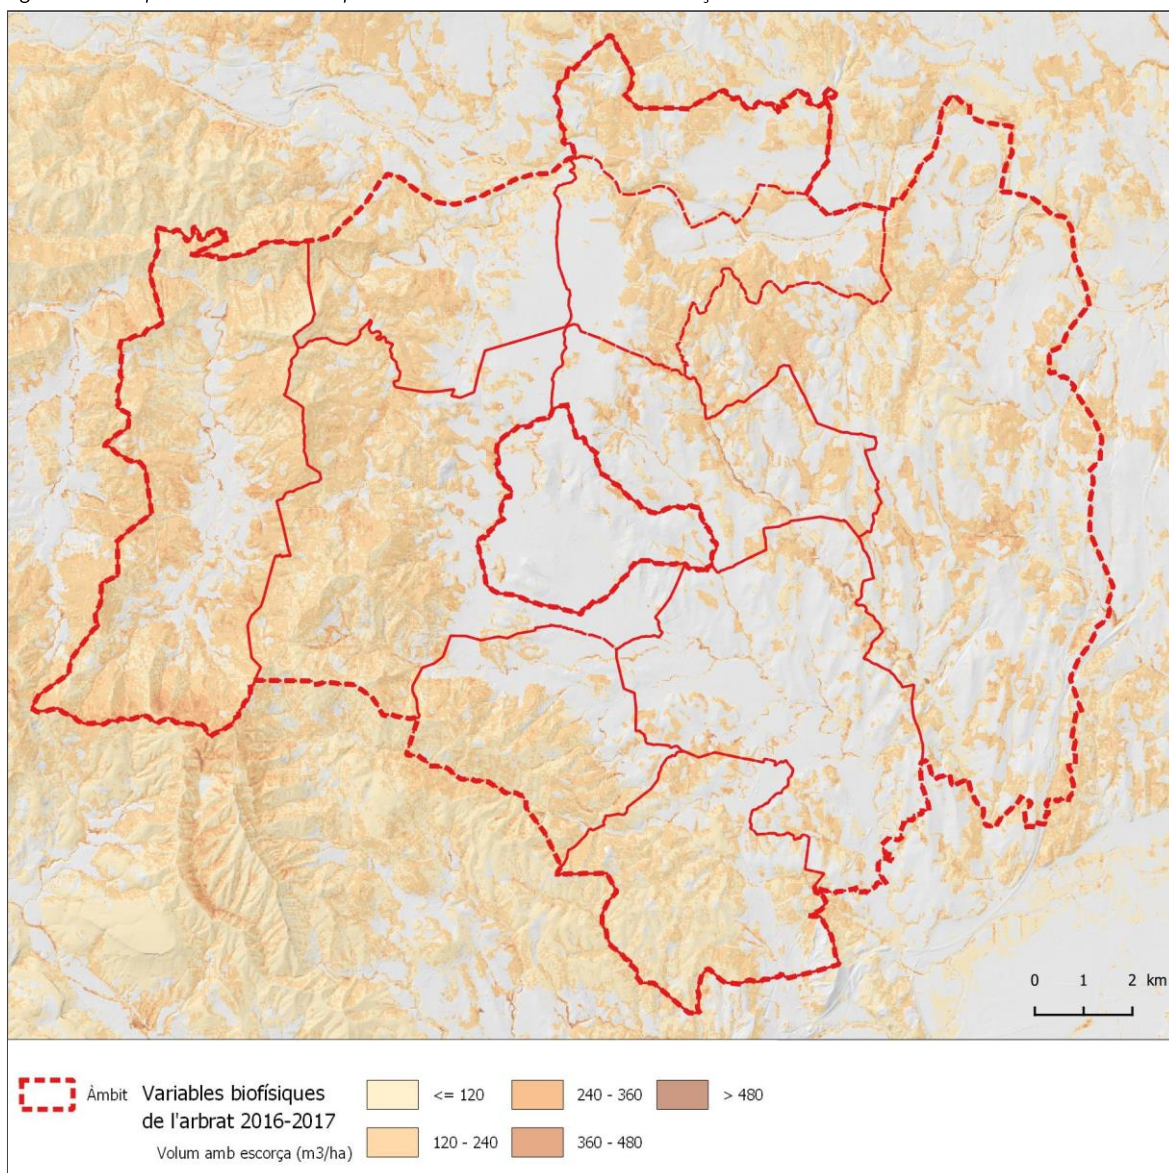 0 1 2 km
Àmbit
Variables biofísiques
de l'arbrat 2016-2017
Volum amb escorça (m3/ha)
<= 120
120 - 240
240 - 360
360 - 480
> 480